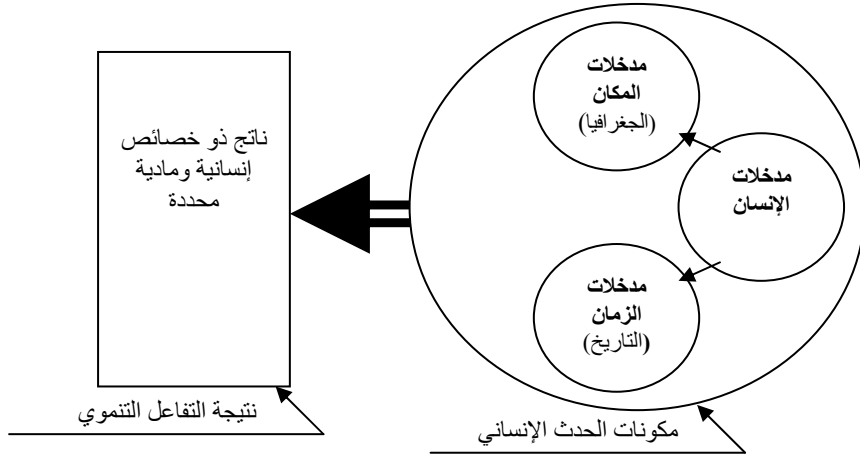 مدخلات
المكان
(الجغرافيا)
مدخلات
الإنسان
مدخلات
الزمان
(التاريخ)
مكونات الحدث الإنساني
ناتج ذو خصائص
إنسانية ومادية
محددة
نتيجة التفاعل التنموي